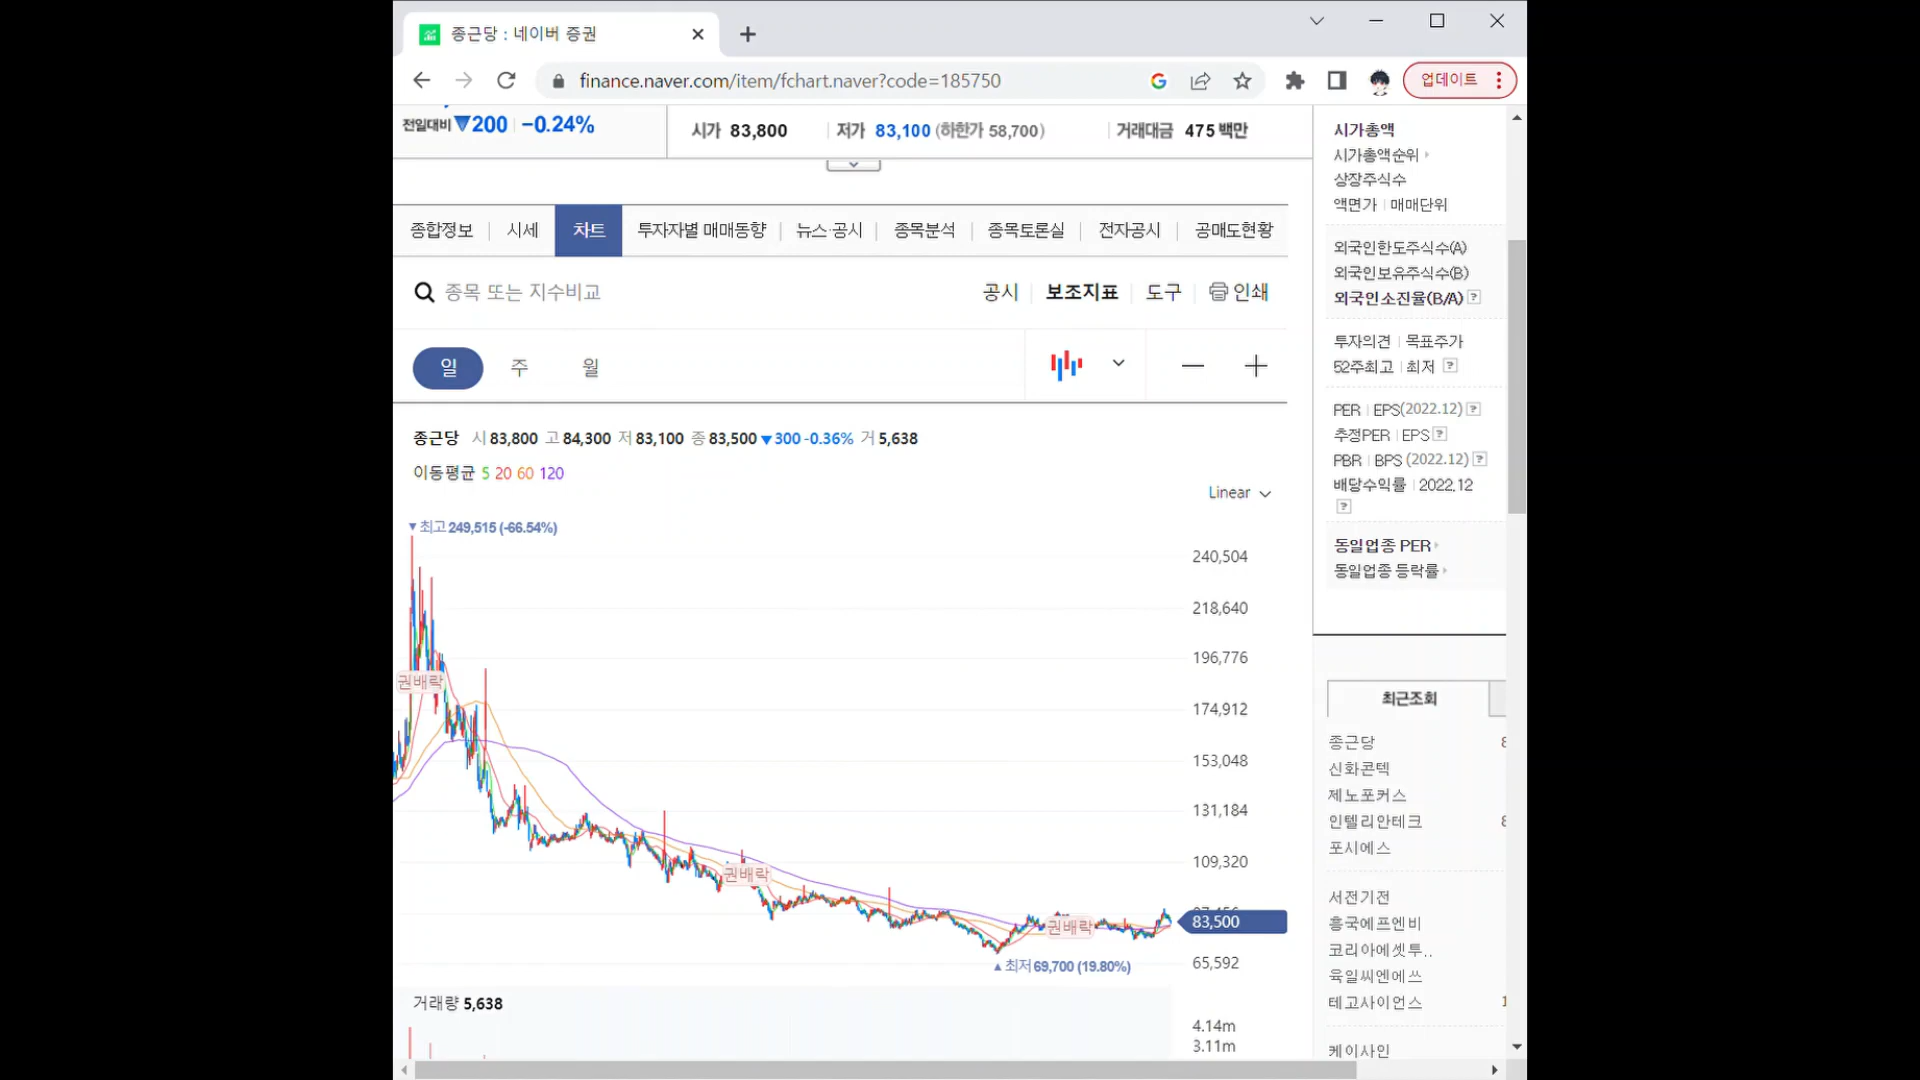 종근당 : 네이버 증권
finance.naver.com/item/fchart.naver?code=185750
업데이트
전일대비 ▼200 -0.24%
시가 83,800 저가 83,100 (하한가 58,700) 거래대금 475 백만
종합정보 시세 차트 투자자별 매매동향 뉴스·공시 종목분석 종목토론실 전자공시 공매도현황
종목 또는 지수비교
공시 보조지표 도구 인쇄
일 주 월
종근당 시 83,800 고 84,300 저 83,100 종 83,500 ▼300 -0.36% 거 5,638
이동평균 5 20 60 120
Linear
▼최고 249,515 (-66.54%)
240,504
218,640
196,776
권배락
174,912
153,048
131,184
109,320
권배락
83,500
권배락
▲최저 69,700 (19.80%)
65,592
거래량 5,638
4.14m
3.11m
시가총액
시가총액순위
상장주식수
액면가 매매단위
외국인한도주식수(A)
외국인보유주식수(B)
외국인소진율(B/A) ?
투자의견 목표주가
52주최고 최저 ?
PER EPS(2022.12) ?
추정PER EPS ?
PBR BPS (2022.12) ?
배당수익률 2022.12
?
동일업종 PER
동일업종 등락률
최근조회
종근당
신화콘텍
제노포커스
인텔리안테크
포시에스
서전기전
흥국에프엔비
코리아에셋투..
육일씨엔에쓰
테고사이언스
케이사인